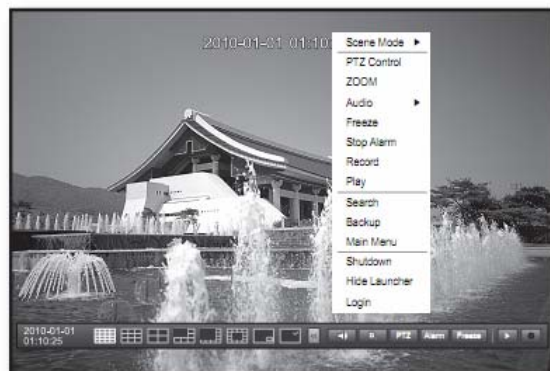 2010-01-01 01:10:
Scene Mode
PTZ Control
ZOOM
Audio
Freeze
Stop Alarm
Record
Play
Search
Backup
Main Menu
Shutdown
Hide Launcher
Login
2010-01-01
01:10:25
PTZ
Alarm
Freeze